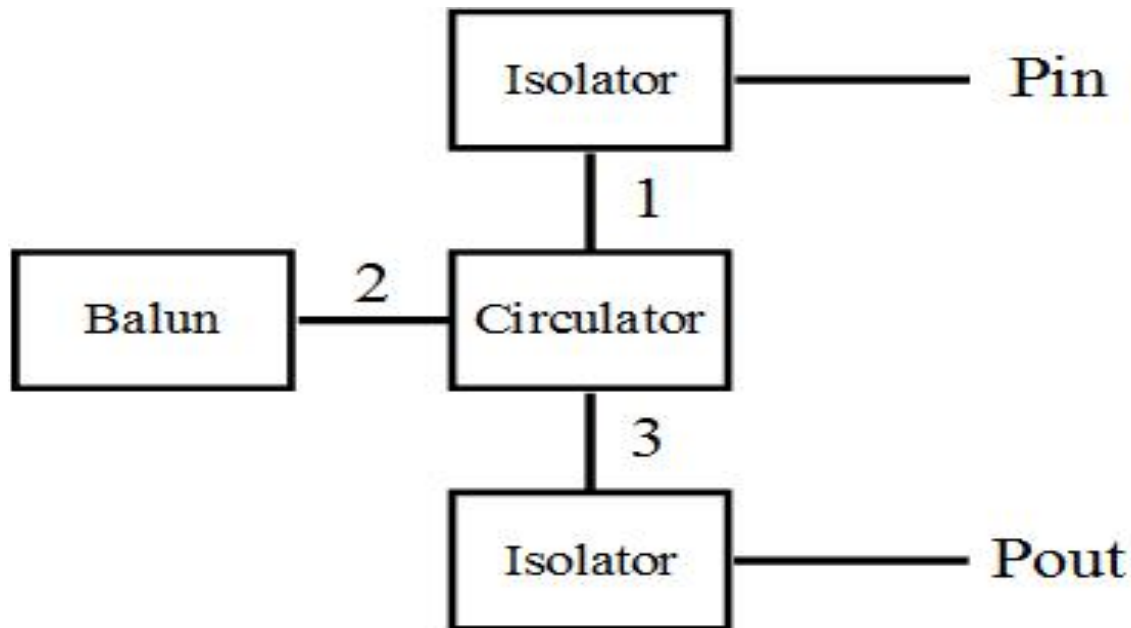 Isolator
Pin
1
Balun
2
Circulator
3
Isolator
Pout